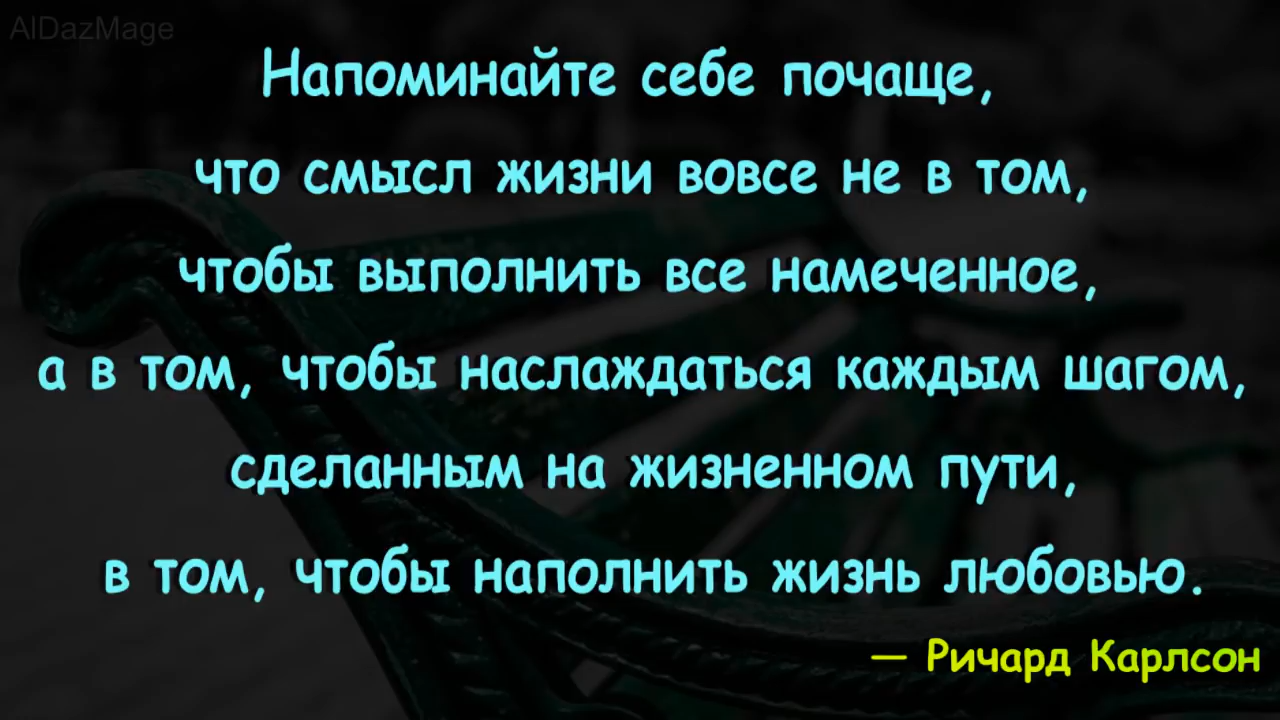 AlDazMage
Напоминайте себе почаще,
что смысл жизни вовсе не в том,
чтобы выполнить все намеченное,
а в том, чтобы наслаждаться каждым шагом,
сделанным на жизненном пути,
в том, чтобы наполнить жизнь любовью.
— Ричард Карлсон